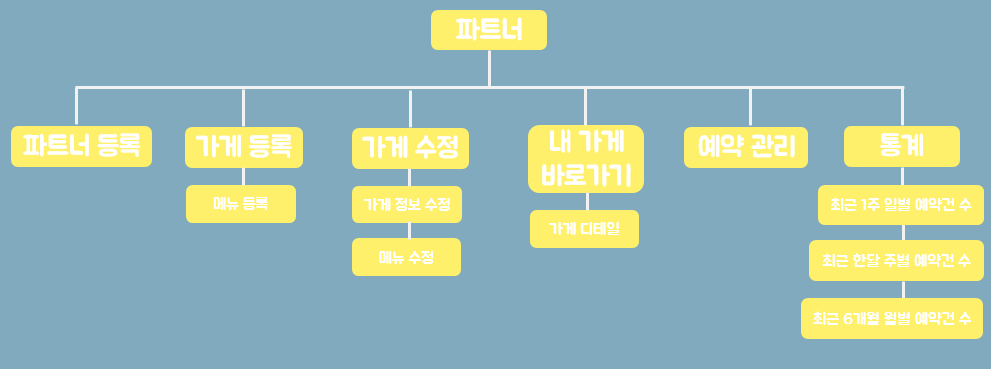 파트너
파트너 등록
가게 등록
메뉴 등록
가게 수정
가게 정보 수정
메뉴 수정
내 가게
바로가기
가게 디테일
예약 관리
통계
최근 1주 일별 예약건 수
최근 한달 주별 예약건 수
최근 6개월 월별 예약건 수